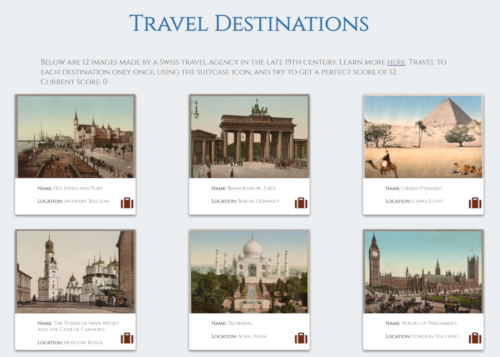 Travel Destinations
Below are 12 images made by a Swiss travel agency in the late 19th century. Learn more here. Travel to
each destination only once, using the suitcase icon, and try to get a perfect score of 12.
Current Score: 0
Name: Het Steen and Port
Location: Antwerp, Belgium
Name: Brandenburg Gate
Location: Berlin, Germany
Name: Grand Pyramid
Location: Cairo, Egypt
Name: The Tower of Ivan Veliky
and the Czar of Cannons
Location: Moscow, Russia
Name: Taj Mahal
Location: Agra, India
Name: Houses of Parliament
Location: London, England